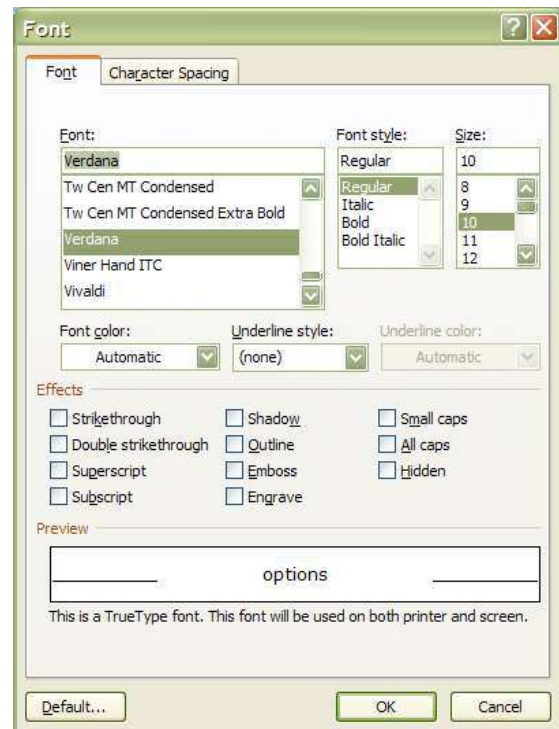 Font
Font
Character Spacing
Font:
Font style:
Size:
Verdana
Regular
10
Tw Cen MT Condensed
Tw Cen MT Condensed Extra Bold
Verdana
Viner Hand ITC
Vivaldi
Regular
Italic
Bold
Bold Italic
8
9
10
11
12
Font color:
Underline style:
Underline color:
Automatic
(none)
Automatic
Effects
Strikethrough
Shadow
Small caps
Double strikethrough
Outline
All caps
Superscript
Emboss
Hidden
Subscript
Engrave
Preview
options
This is a TrueType font. This font will be used on both printer and screen.
Default...
OK
Cancel